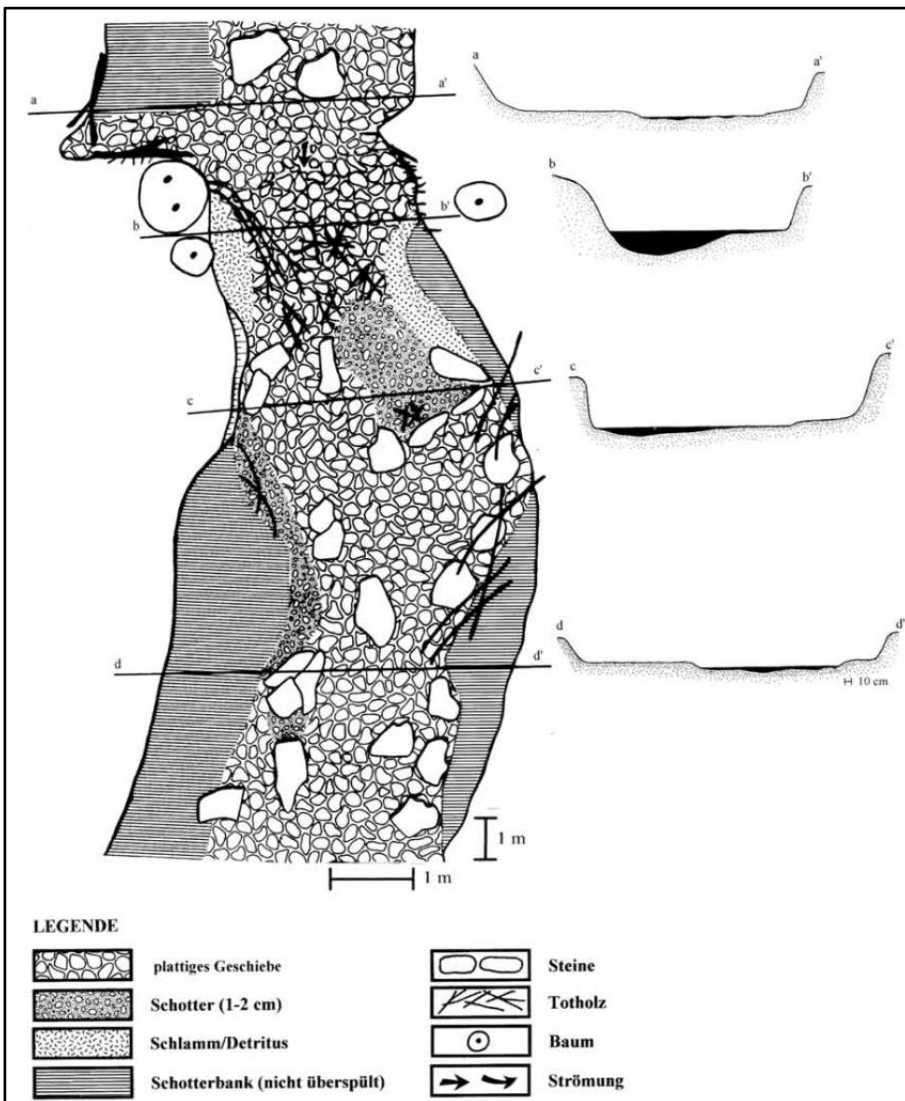 a a'
a a'
b b'
b b'
c c'
c c'
d d'
d d'
⊢⊣ 10 cm
1 m
1 m
LEGENDE
plattiges Geschiebe
Schotter (1-2 cm)
Schlamm/Detritus
Schotterbank (nicht überspült)
Steine
Totholz
Baum
Strömung